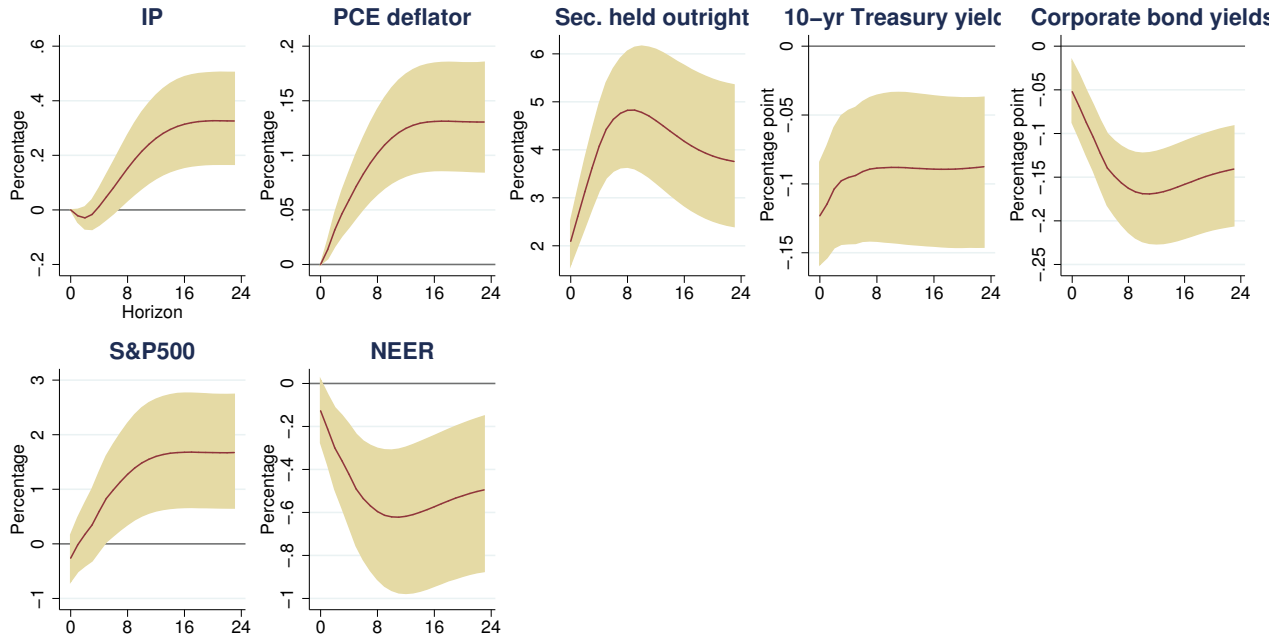 IP
Percentage
.6
.4
.2
0
-.2
0 8 16 24
Horizon
PCE deflator
Percentage
.2
.15
.1
.05
0
0 8 16 24
Sec. held outright
Percentage
6
5
4
3
2
0 8 16 24
10-yr Treasury yield
Percentage point
0
-.05
-.1
-.15
0 8 16 24
Corporate bond yields
Percentage point
0
-.05
-.1
-.15
-.2
-.25
0 8 16 24
S&P500
Percentage
3
2
1
0
-1
0 8 16 24
NEER
Percentage
0
-.2
-.4
-.6
-.8
-1
0 8 16 24